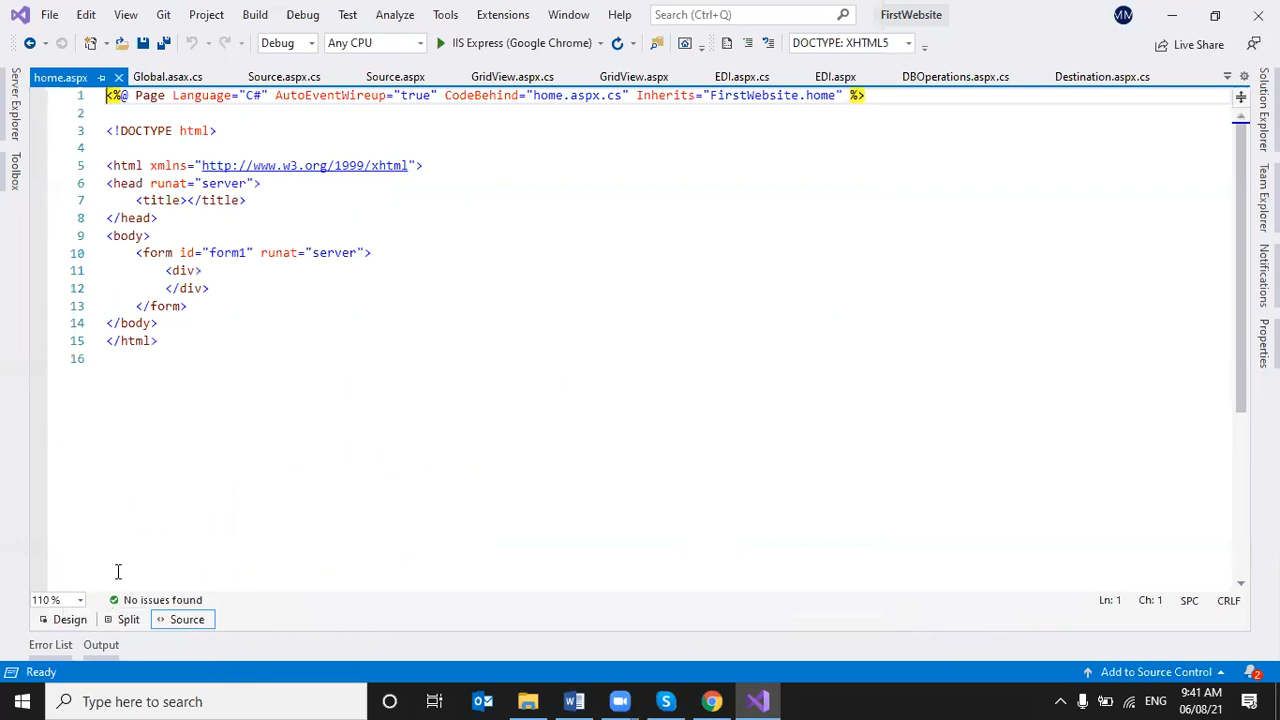 File Edit View Git Project Build Debug Test Analyze Tools Extensions Window Help Search (Ctrl+Q) FirstWebsite MM
Debug Any CPU IIS Express (Google Chrome) DOCTYPE: XHTML5 Live Share
home.aspx Global.asax.cs Source.aspx.cs Source.aspx GridView.aspx.cs GridView.aspx EDI.aspx.cs EDI.aspx DBOperations.aspx.cs Destination.aspx.cs
Server Explorer
Toolbox
1 <%@ Page Language="C#" AutoEventWireup="true" CodeBehind="home.aspx.cs" Inherits="FirstWebsite.home" %>
2
3 <!DOCTYPE html>
4
5 <html xmlns="http://www.w3.org/1999/xhtml">
6 <head runat="server">
7 <title></title>
8 </head>
9 <body>
10 <form id="form1" runat="server">
11 <div>
12 </div>
13 </form>
14 </body>
15 </html>
16
Solution Explorer
Team Explorer
Notifications
Properties
110 % No issues found Ln: 1 Ch: 1 SPC CRLF
Design Split Source
Error List Output
Ready Add to Source Control 2
Type here to search ENG 9:41 AM
06/08/21